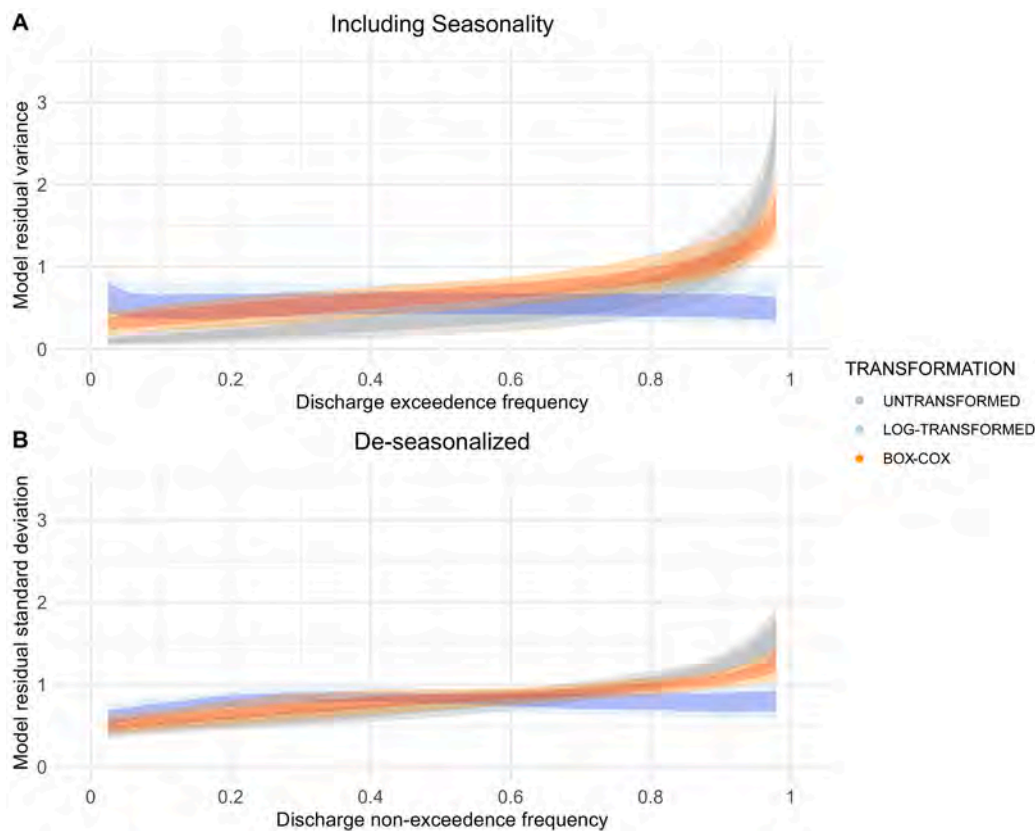 A
Including Seasonality
Model residual variance
3
2
1
0
0 0.2 0.4 0.6 0.8 1
Discharge exceedence frequency
TRANSFORMATION
UNTRANSFORMED
LOG-TRANSFORMED
BOX-COX
B
De-seasonalized
Model residual standard deviation
3
2
1
0
0 0.2 0.4 0.6 0.8 1
Discharge non-exceedence frequency